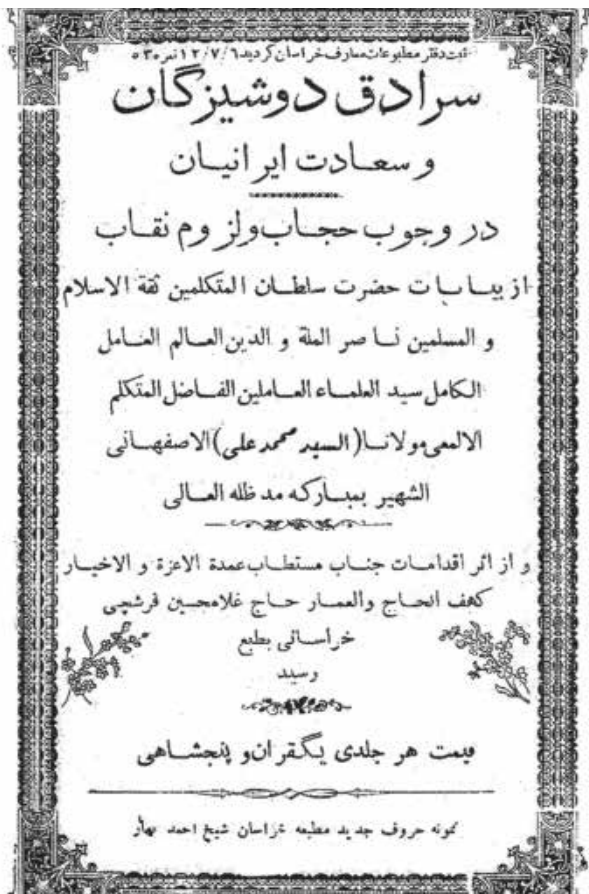 ثبت دفتر مطبوعات معارف خراسان گردید ۱۲/۷/۶ نمره ۵۳
سرادق دوشیزگان
و سعادت ایرانیان
در وجوب حجاب و لزوم نقاب
از بیانات حضرت سلطان المتکلمین ثقة الاسلام
و المسلمین ناصر الملة و الدین العالم العامل
الکامل سید العلماء العاملین الفاضل المتکلم
الالمعی مولانا (السید محمد علی) الاصفهانی
الشهیر بمبارکه مد ظله العالی
و از اثر اقدامات جناب مستطاب عمدة الاعزة و الاخیار
کهف الحاج والعمار حاج غلامحسین فرشچی
خراسانی بطبع
رسید
قیمت هر جلدی یکقران و پنجشاهی
نمونه حروف جدید مطبعه خراسان شیخ احمد بهار